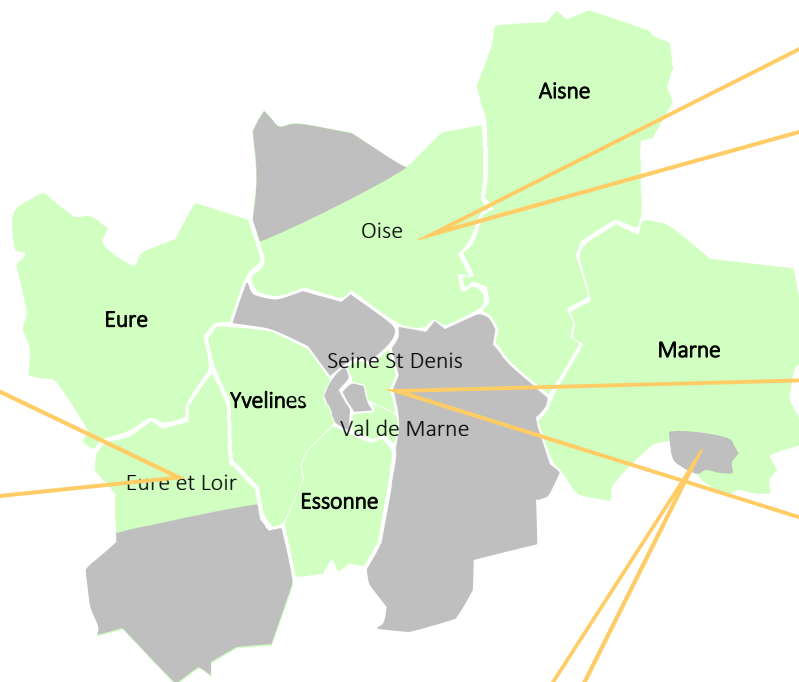 Aisne
Oise
Eure
Marne
Seine St Denis
Yvelines
Val de Marne
Eure et Loir
Essonne